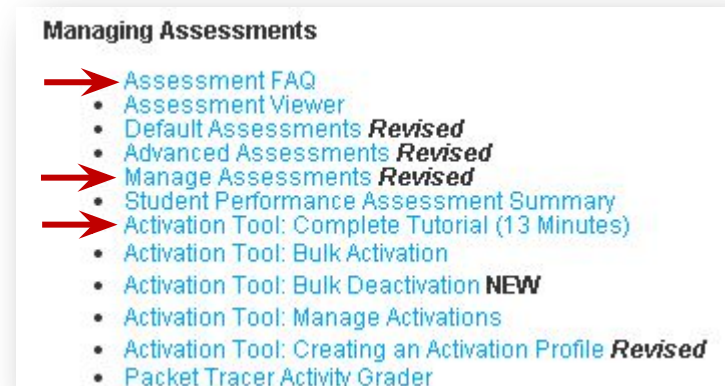 Managing Assessments
Assessment FAQ
• Assessment Viewer
• Default Assessments Revised
• Advanced Assessments Revised
Manage Assessments Revised
• Student Performance Assessment Summary
Activation Tool: Complete Tutorial (13 Minutes)
• Activation Tool: Bulk Activation
• Activation Tool: Bulk Deactivation NEW
• Activation Tool: Manage Activations
• Activation Tool: Creating an Activation Profile Revised
• Packet Tracer Activity Grader